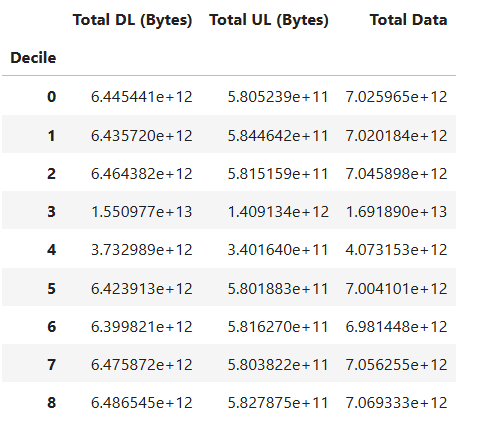 Total DL (Bytes) Total UL (Bytes) Total Data
Decile
0 6.445441e+12 5.805239e+11 7.025965e+12
1 6.435720e+12 5.844642e+11 7.020184e+12
2 6.464382e+12 5.815159e+11 7.045898e+12
3 1.550977e+13 1.409134e+12 1.691890e+13
4 3.732989e+12 3.401640e+11 4.073153e+12
5 6.423913e+12 5.801883e+11 7.004101e+12
6 6.399821e+12 5.816270e+11 6.981448e+12
7 6.475872e+12 5.803822e+11 7.056255e+12
8 6.486545e+12 5.827875e+11 7.069333e+12